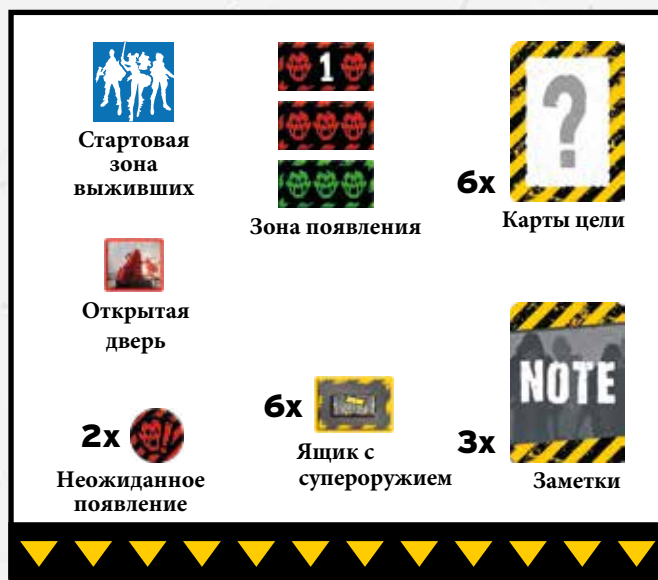 Стартовая
зона
выживших
1
Зона появления
6x
?
Карты цели
Открытая
дверь
2x
Неожиданное
появление
6x
Ящик с
супероружием
3x
NOTE
Заметки